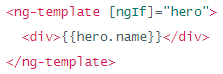 <ng-template [ngIf]="hero">
  <div>{{hero.name}}</div>
</ng-template>